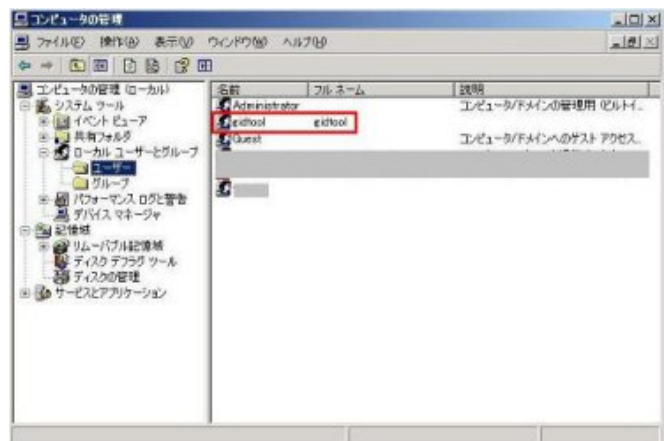 コンピュータの管理
ファイル(F) 操作(A) 表示(V) ウィンドウ(W) ヘルプ(H)
コンピュータの管理 (ローカル)
システム ツール
イベント ビューア
共有フォルダ
ローカル ユーザーとグループ
ユーザー
グループ
パフォーマンス ログと警告
デバイス マネージャ
記憶域
リムーバブル記憶域
ディスク デフラグ ツール
ディスクの管理
サービスとアプリケーション
名前 フル ネーム 説明
Administrator コンピュータ/ドメインの管理用 (ビルトイ...
eidtool eidtool
Guest コンピュータ/ドメインへのゲスト アクセス...